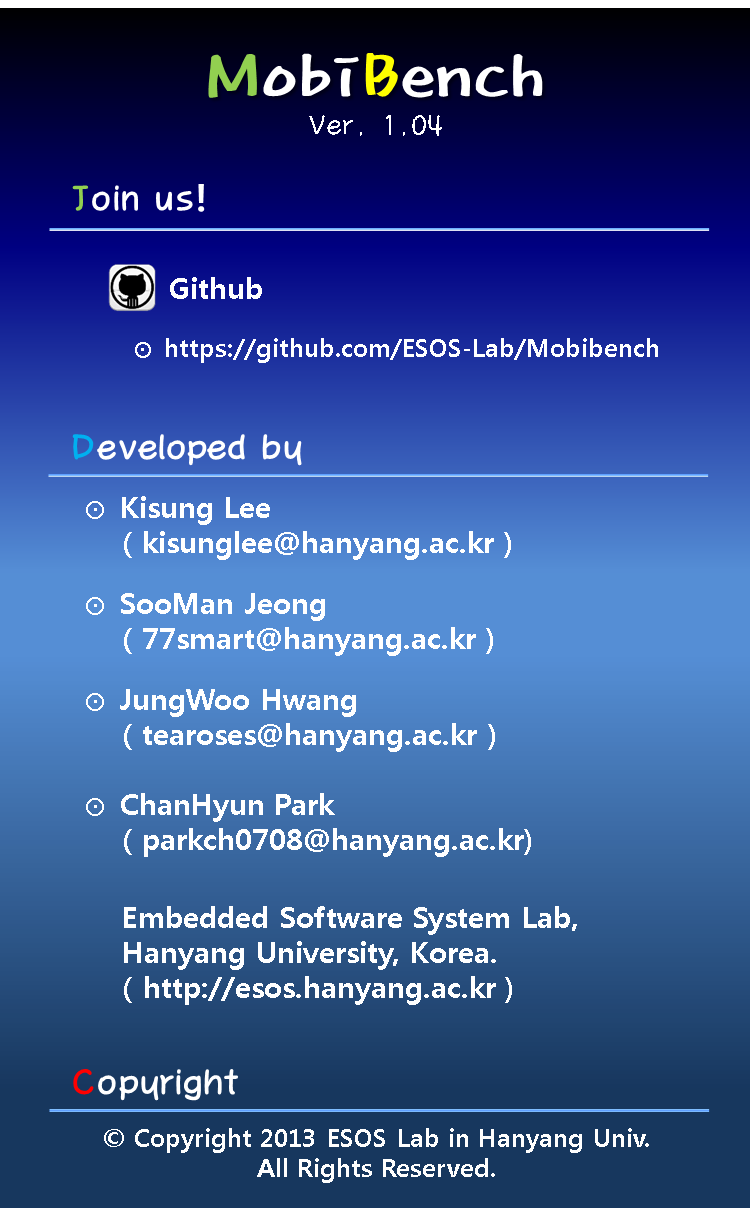 MobiBench
Ver. 1.04
Join us!
Github
⊙ https://github.com/ESOS-Lab/Mobibench
Developed by
⊙ Kisung Lee
( kisunglee@hanyang.ac.kr )
⊙ SooMan Jeong
( 77smart@hanyang.ac.kr )
⊙ JungWoo Hwang
( tearoses@hanyang.ac.kr )
⊙ ChanHyun Park
( parkch0708@hanyang.ac.kr)
Embedded Software System Lab,
Hanyang University, Korea.
( http://esos.hanyang.ac.kr )
Copyright
© Copyright 2013 ESOS Lab in Hanyang Univ.
All Rights Reserved.